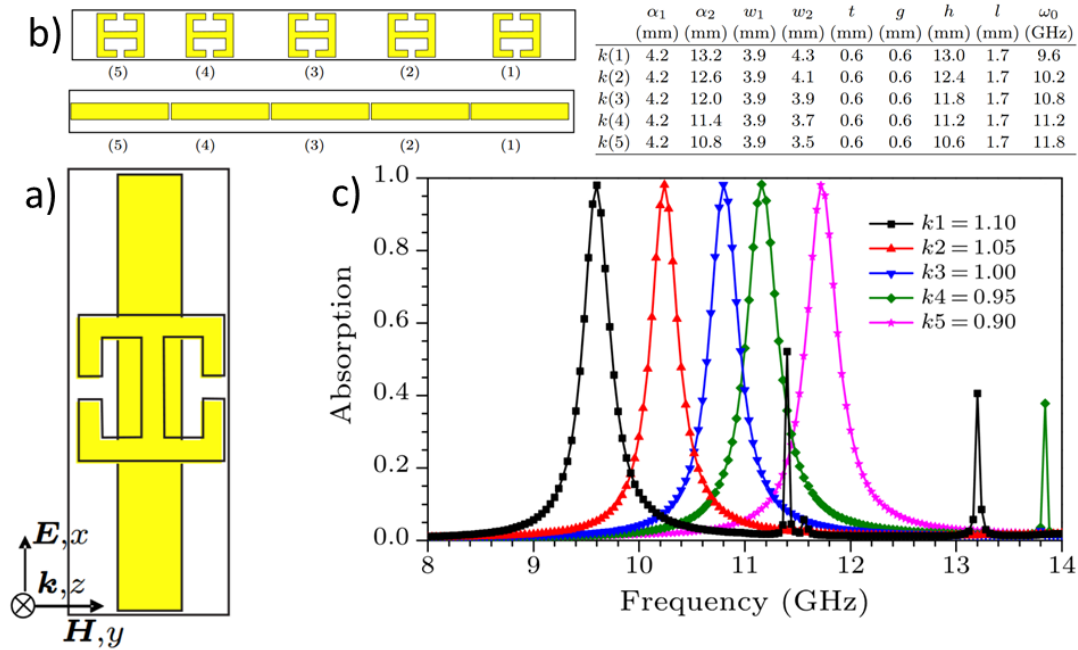 b)
(5) (4) (3) (2) (1)
(5) (4) (3) (2) (1)
α1 α2 w1 w2 t g h l ω0
(mm) (mm) (mm) (mm) (mm) (mm) (mm) (mm) (GHz)
k(1) 4.2 13.2 3.9 4.3 0.6 0.6 13.0 1.7 9.6
k(2) 4.2 12.6 3.9 4.1 0.6 0.6 12.4 1.7 10.2
k(3) 4.2 12.0 3.9 3.9 0.6 0.6 11.8 1.7 10.8
k(4) 4.2 11.4 3.9 3.7 0.6 0.6 11.2 1.7 11.2
k(5) 4.2 10.8 3.9 3.5 0.6 0.6 10.6 1.7 11.8
a)
E,x
k,z
H,y
c)
k1 = 1.10
k2 = 1.05
k3 = 1.00
k4 = 0.95
k5 = 0.90
Absorption
1.0
0.8
0.6
0.4
0.2
0.0
8 9 10 11 12 13 14
Frequency (GHz)